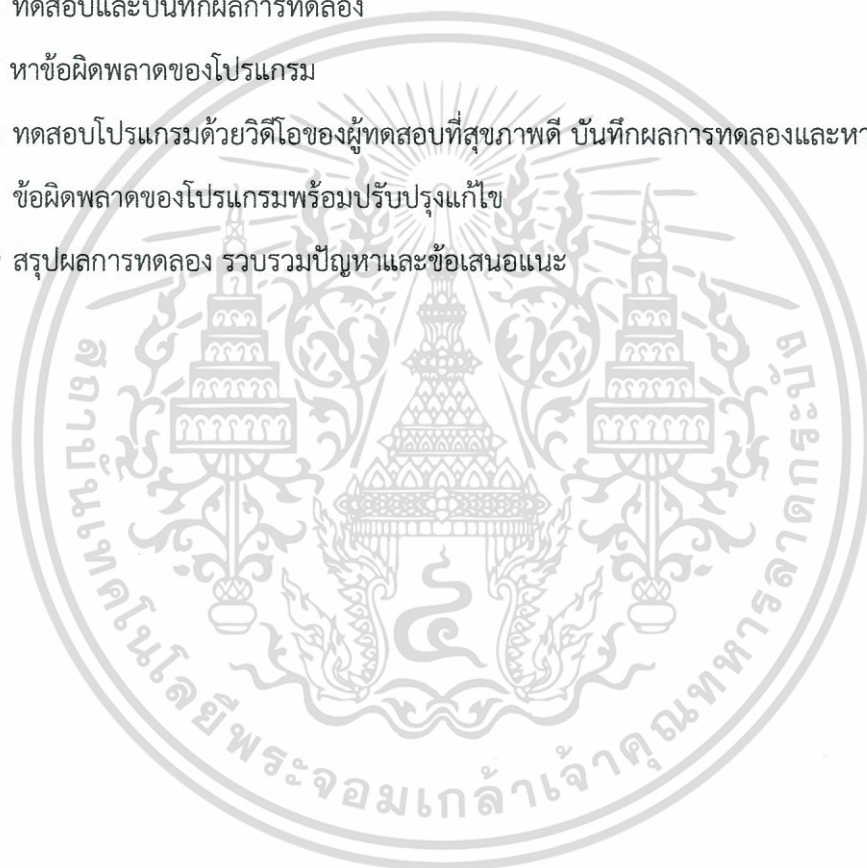 ทดสอบและบันทึกผลการทดลอง
หาข้อผิดพลาดของโปรแกรม
ทดสอบโปรแกรมด้วยวิดีโอของผู้ทดสอบที่สุขภาพดี บันทึกผลการทดลองและหา
ข้อผิดพลาดของโปรแกรมพร้อมปรับปรุงแก้ไข
สรุปผลการทดลอง รวบรวมปัญหาและข้อเสนอแนะ
สถาบันเทคโนโลยีพระจอมเกล้าเจ้าคุณทหารลาดกระบัง
๔